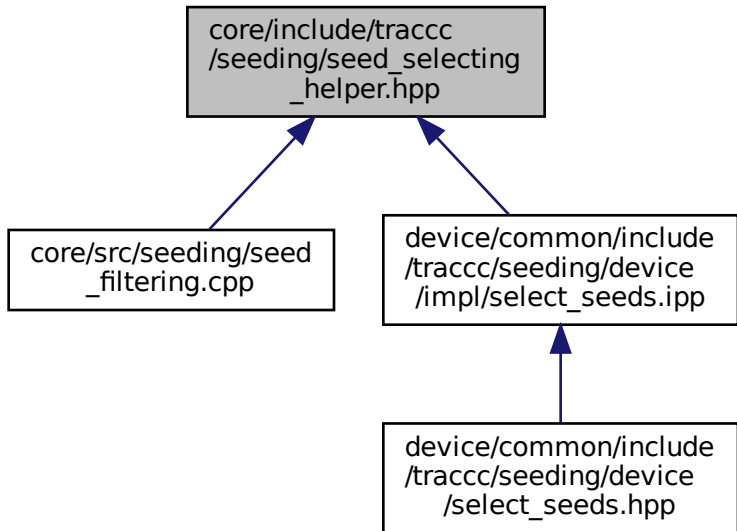 core/include/traccc
/seeding/seed_selecting
_helper.hpp
core/src/seeding/seed
_filtering.cpp
device/common/include
/traccc/seeding/device
/impl/select_seeds.ipp
device/common/include
/traccc/seeding/device
/select_seeds.hpp